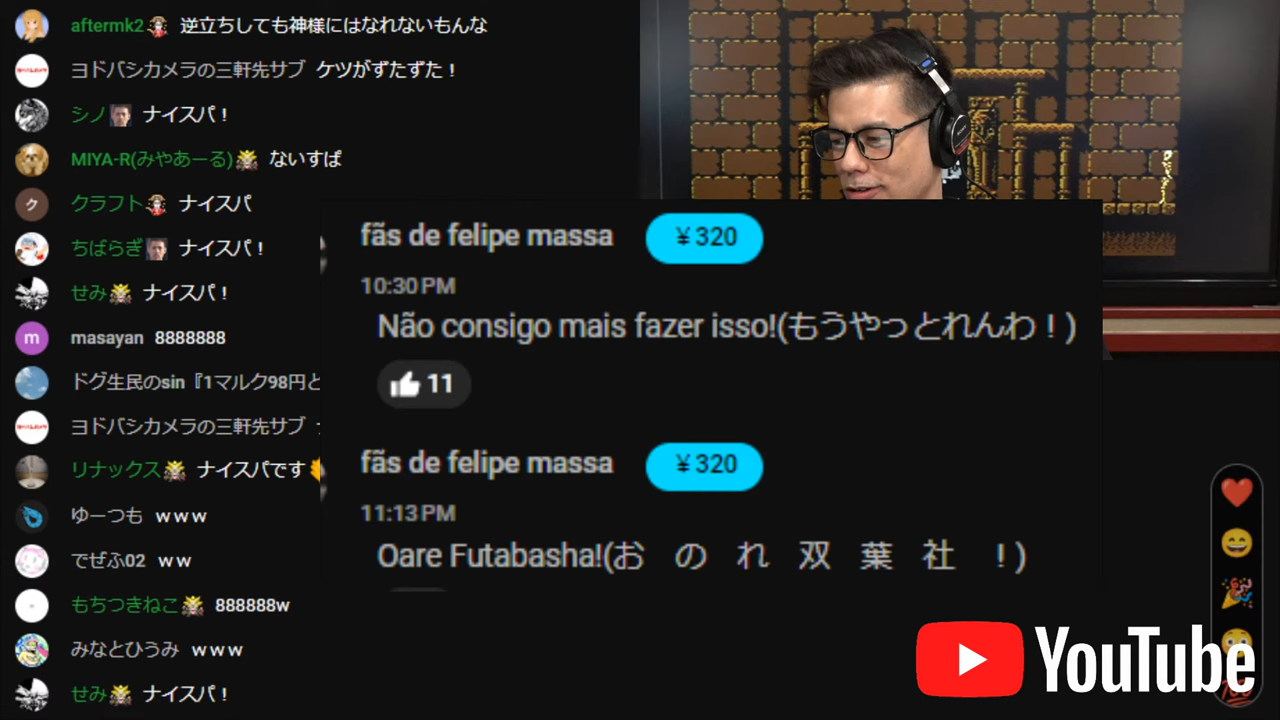 aftermk2 逆立ちしても神様にはなれないもんな
ヨドバシカメラの三軒先サブ ケツがずたずた！
シノ ナイスパ！
MIYA-R(みやあーる) ないすぱ
クラフト ナイスパ
ちばらぎ ナイスパ！
せみ ナイスパ！
masayan 8888888
ドグ生民のsin『1マルク98円と
ヨドバシカメラの三軒先サブ
リナックス ナイスパです
ゆーつも ｗｗｗ
でぜふ02 ｗｗ
もちつきねこ 888888w
みなとひうみ ｗｗｗ
せみ ナイスパ！
fãs de felipe massa ￥320
10:30 PM
Não consigo mais fazer isso!(もうやっとれんわ！)
11
fãs de felipe massa ￥320
11:13 PM
Oare Futabasha!(お の れ 双 葉 社 ！)
YouTube